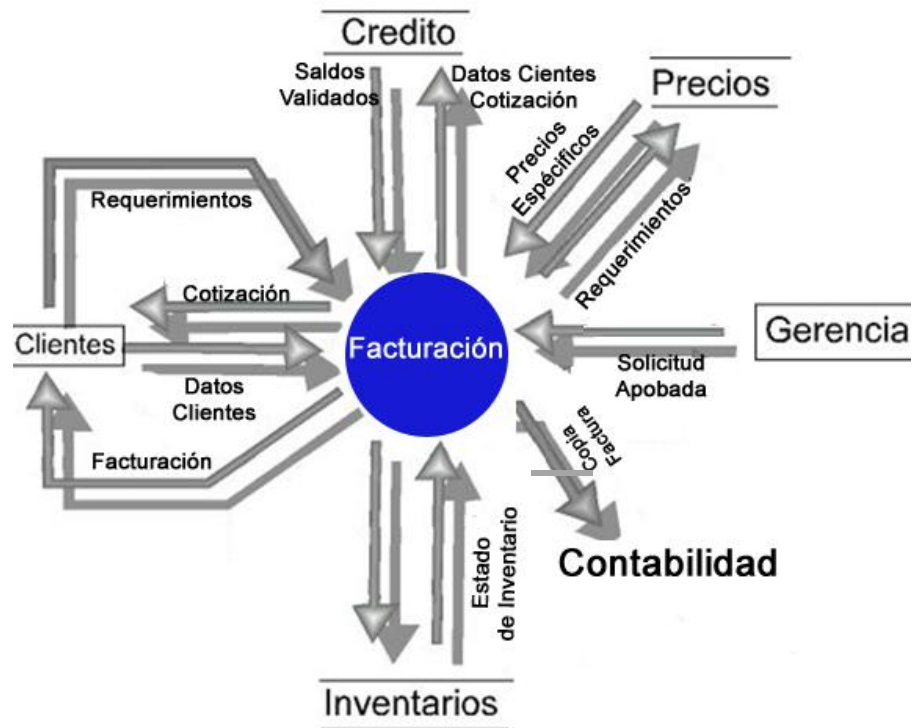 Credito
Saldos
Validados
Datos Cientes
Cotización
Precios
Precios
Espécíficos
Requerimientos
Requerimientos
Cotización
Clientes
Facturación
Gerencia
Datos
Clientes
Solicitud
Apobada
Facturación
Copia
Factura
Estado
de Inventario
Contabilidad
Inventarios